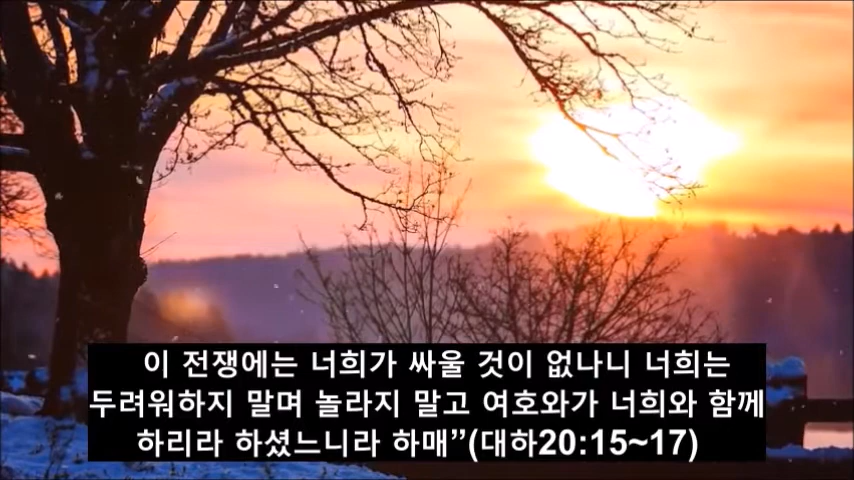 이 전쟁에는 너희가 싸울 것이 없나니 너희는
두려워하지 말며 놀라지 말고 여호와가 너희와 함께
하리라 하셨느니라 하매”(대하20:15~17)